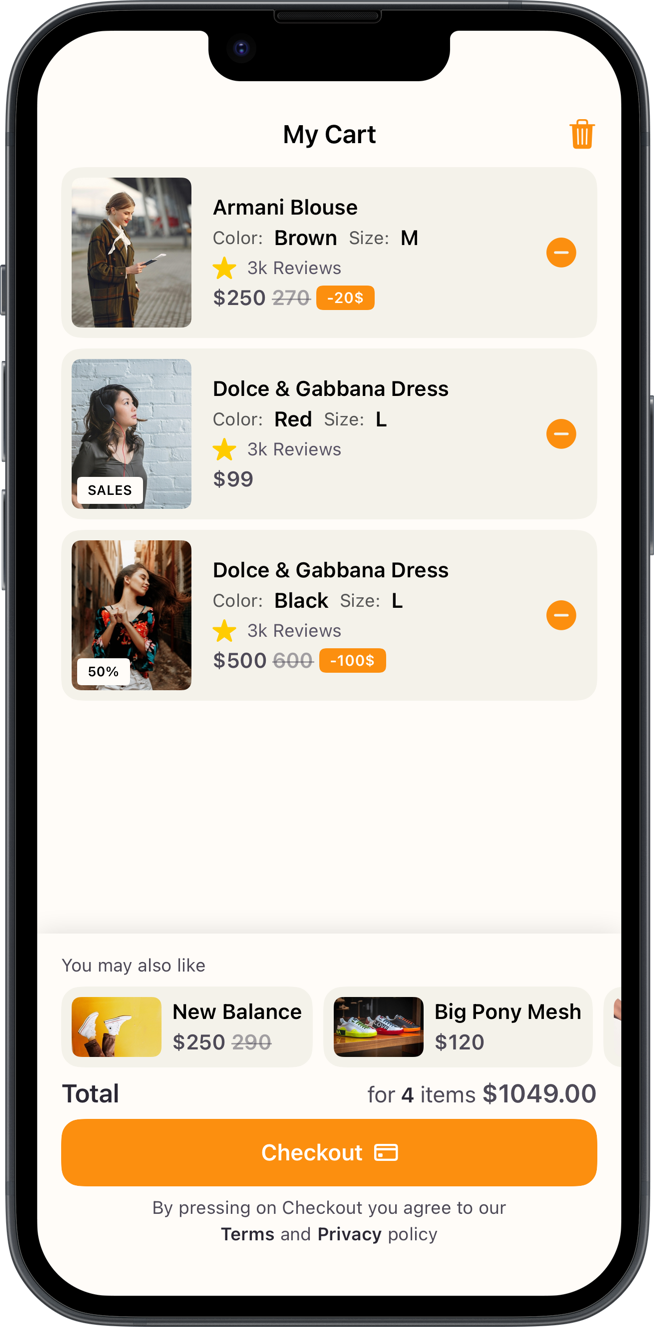 My Cart
Armani Blouse
Color: Brown Size: M
3k Reviews
$250 270 -20$
Dolce & Gabbana Dress
Color: Red Size: L
3k Reviews
$99
SALES
Dolce & Gabbana Dress
Color: Black Size: L
3k Reviews
$500 600 -100$
50%
You may also like
New Balance
$250 290
Big Pony Mesh
$120
Total for 4 items $1049.00
Checkout
By pressing on Checkout you agree to our
Terms and Privacy policy